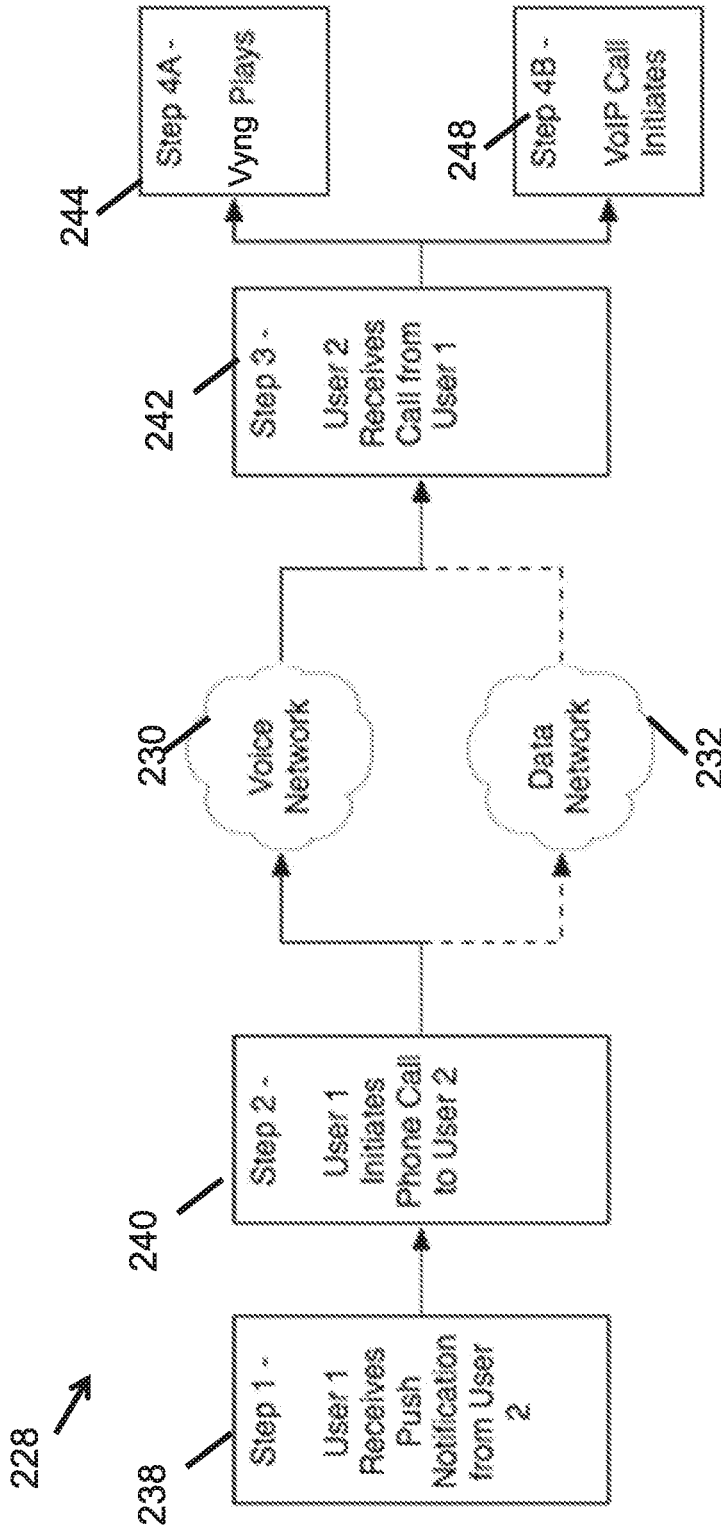 228
238
Step 1 -
User 1
Receives
Push
Notification
from User
2
240
Step 2 -
User 1
Initiates
Phone Call
to User 2
230
Voice
Network
Data
Network
232
242
Step 3 -
User 2
Receives
Call from
User 1
244
Step 4A -
Vyng Plays
248
Step 4B -
VoIP Call
Initiates